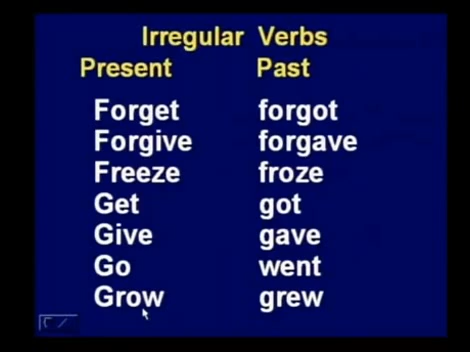 Irregular Verbs
Present Past
Forget forgot
Forgive forgave
Freeze froze
Get got
Give gave
Go went
Grow grew